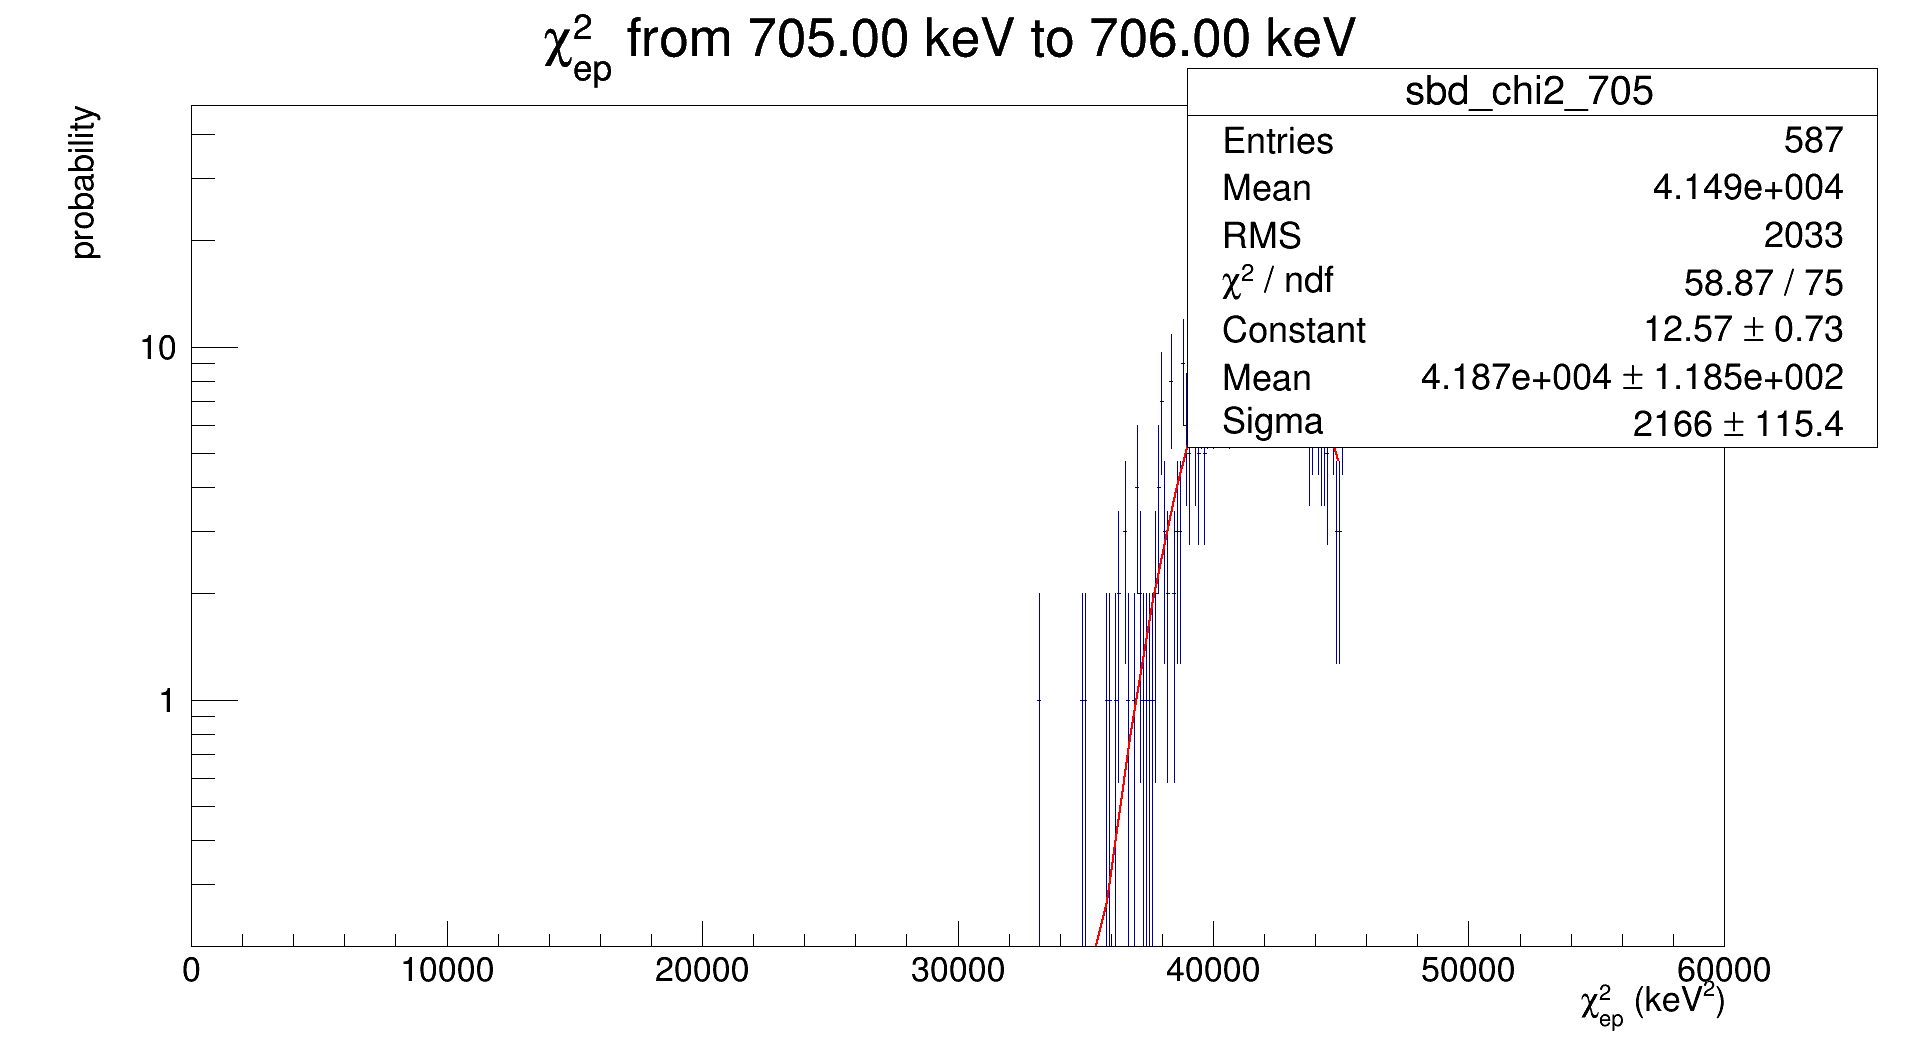 χ²ep from 705.00 keV to 706.00 keV
probability
sbd_chi2_705
Entries 587
Mean 4.149e+004
RMS 2033
χ² / ndf 58.87 / 75
Constant 12.57 ± 0.73
Mean 4.187e+004 ± 1.185e+002
Sigma 2166 ± 115.4
10
1
0 10000 20000 30000 40000 50000 60000
χ²ep (keV²)